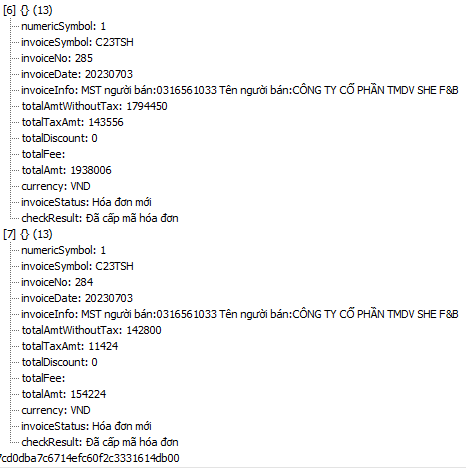 [6] {} (13)
numericSymbol: 1
invoiceSymbol: C23TSH
invoiceNo: 285
invoiceDate: 20230703
invoiceInfo: MST người bán:0316561033 Tên người bán:CÔNG TY CỔ PHẦN TMDV SHE F&B
totalAmtWithoutTax: 1794450
totalTaxAmt: 143556
totalDiscount: 0
totalFee:
totalAmt: 1938006
currency: VND
invoiceStatus: Hóa đơn mới
checkResult: Đã cấp mã hóa đơn
[7] {} (13)
numericSymbol: 1
invoiceSymbol: C23TSH
invoiceNo: 284
invoiceDate: 20230703
invoiceInfo: MST người bán:0316561033 Tên người bán:CÔNG TY CỔ PHẦN TMDV SHE F&B
totalAmtWithoutTax: 142800
totalTaxAmt: 11424
totalDiscount: 0
totalFee:
totalAmt: 154224
currency: VND
invoiceStatus: Hóa đơn mới
checkResult: Đã cấp mã hóa đơn
7cd0dba7c6714efc60f2c3331614db00